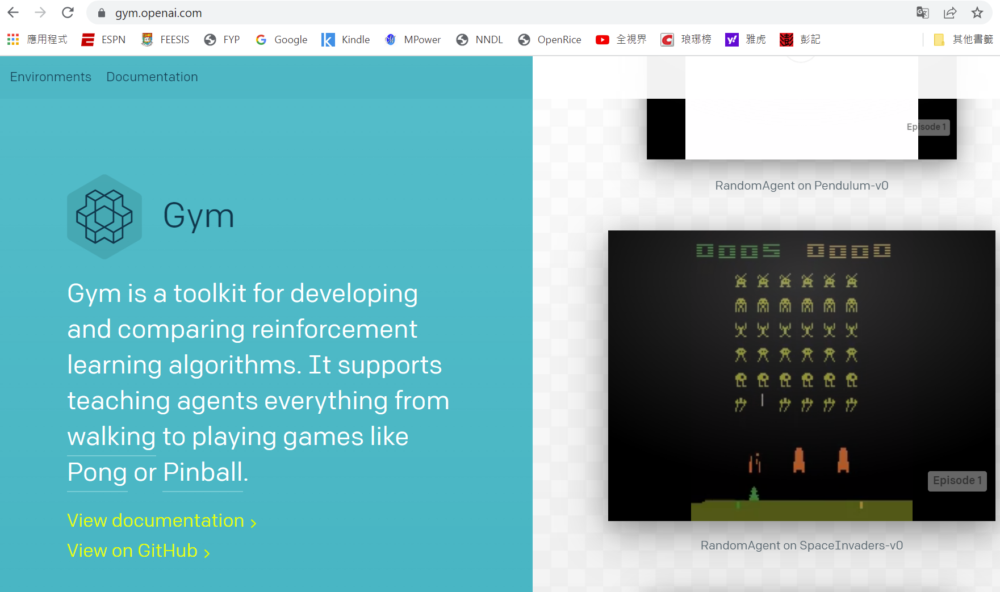 gym.openai.com
應用程式 ESPN FEESIS FYP Google Kindle MPower NNDL OpenRice 全視界 琅琊榜 雅虎 彭記 其他書籤
Environments Documentation
Gym
Gym is a toolkit for developing
and comparing reinforcement
learning algorithms. It supports
teaching agents everything from
walking to playing games like
Pong or Pinball.
View documentation >
View on GitHub >
Episode 1
RandomAgent on Pendulum-v0
0005 0000
Episode 1
RandomAgent on SpaceInvaders-v0